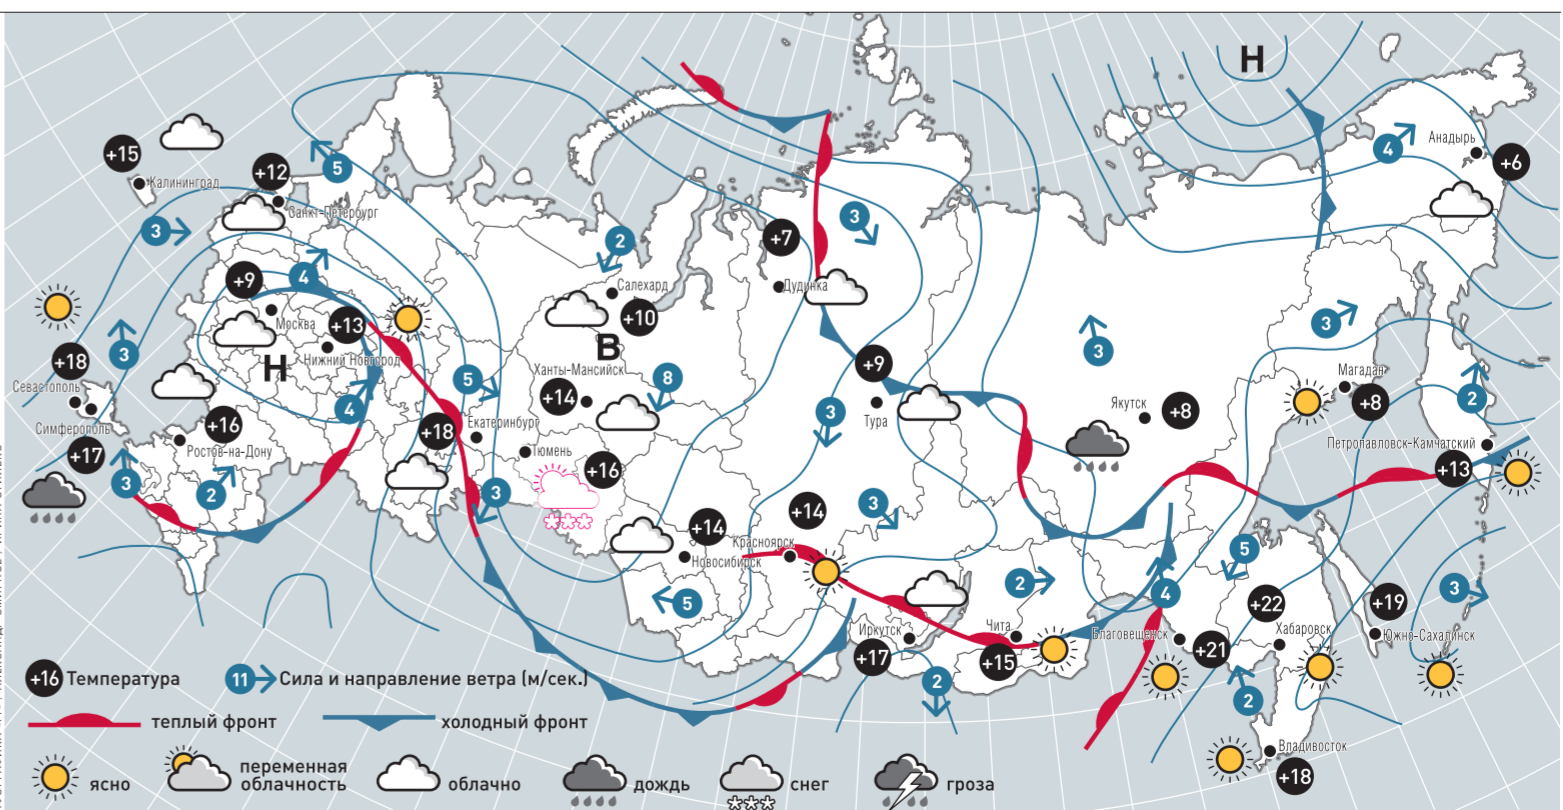 Н
Анадырь
+6
4
+15
Калининград
+12
Санкт-Петербург
5
3
2
+7
3
Дудинка
4
+9
Москва
+13
Нижний Новгород
Н
Салехард
+10
В
3
3
3
+18
Севастополь
Симферополь
+17
+16
Ростов-на-Дону
4
5
Ханты-Мансийск
+14
8
3
+9
Тура
Якутск
+8
Магадан
+8
2
Петропавловск-Камчатский
+13
+18
Екатеринбург
Тюмень
+16
3
2
3
+14
Новосибирск
+14
Красноярск
3
5
2
4
5
+22
Хабаровск
+19
Южно-Сахалинск
3
Иркутск
+17
Чита
+15
Благовещенск
+21
2
2
Владивосток
+18
+16 Температура
11 Сила и направление ветра (м/сек.)
теплый фронт
холодный фронт
ясно
переменная
облачность
облачно
дождь
снег
гроза